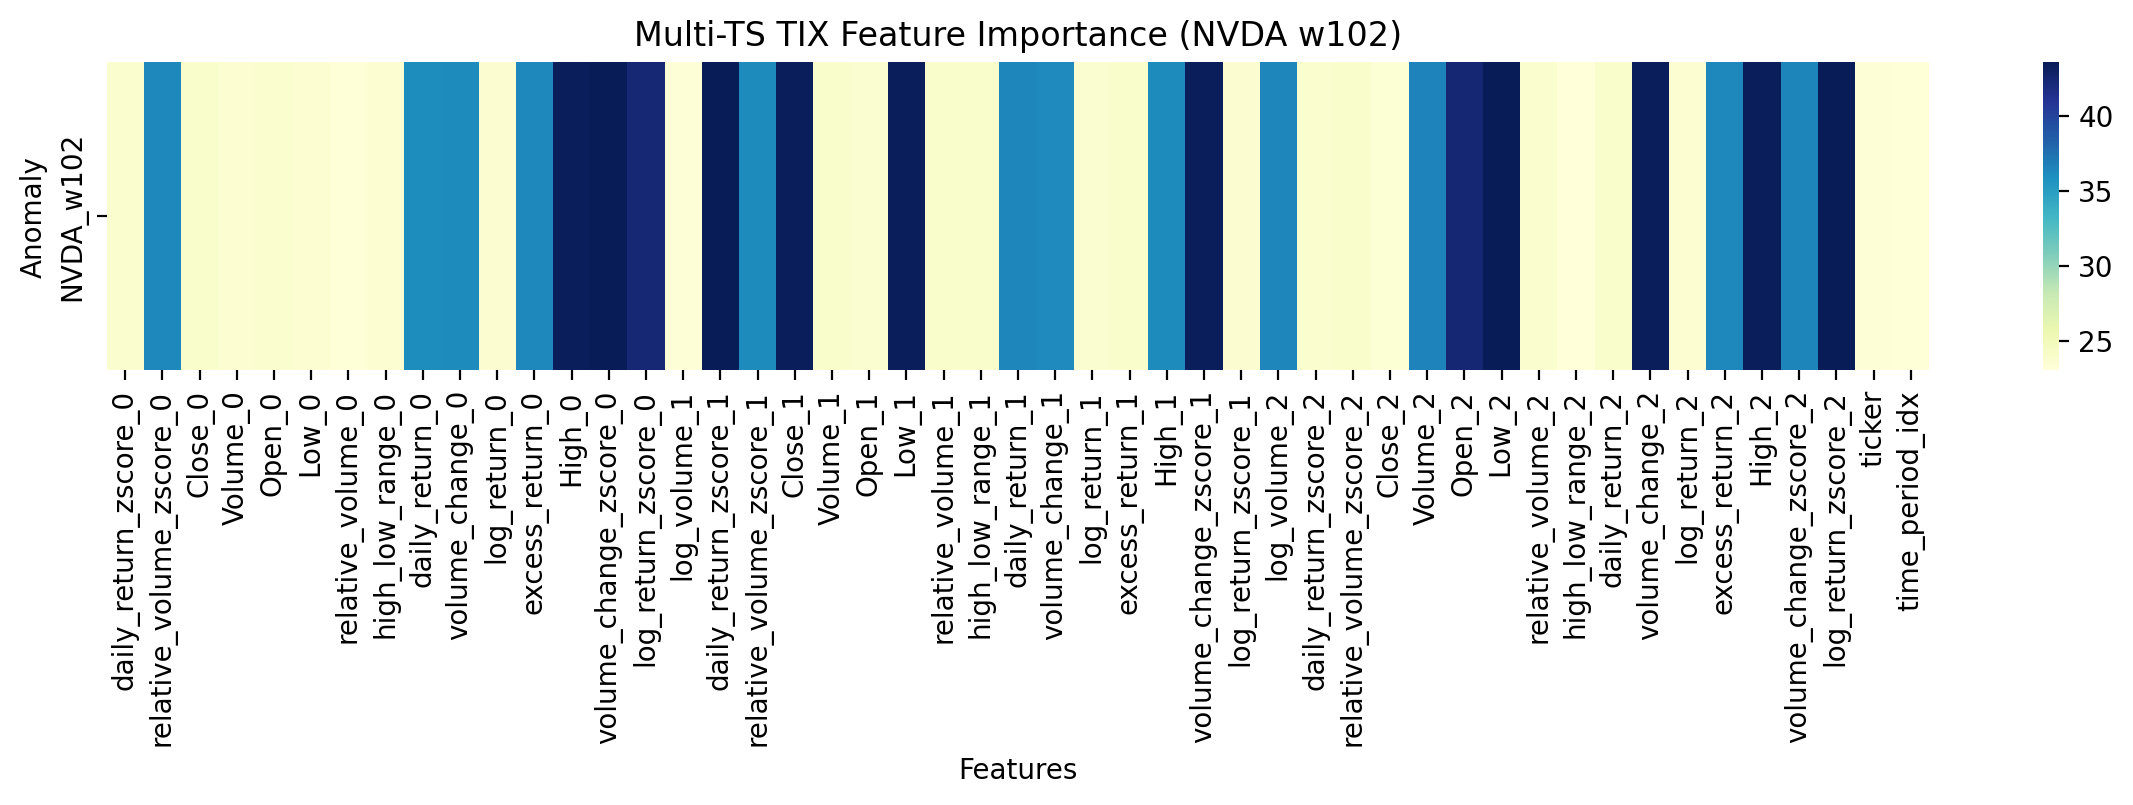 Multi-TS TIX Feature Importance (NVDA w102)
Anomaly
NVDA_w102
40
35
30
25
daily_return_zscore_0
relative_volume_zscore_0
Close_0
Volume_0
Open_0
Low_0
relative_volume_0
high_low_range_0
daily_return_0
volume_change_0
log_return_0
excess_return_0
High_0
volume_change_zscore_0
log_return_zscore_0
log_volume_1
daily_return_zscore_1
relative_volume_zscore_1
Close_1
Volume_1
Open_1
Low_1
relative_volume_1
high_low_range_1
daily_return_1
volume_change_1
log_return_1
excess_return_1
High_1
volume_change_zscore_1
log_return_zscore_1
log_volume_2
daily_return_zscore_2
relative_volume_zscore_2
Close_2
Volume_2
Open_2
Low_2
relative_volume_2
high_low_range_2
daily_return_2
volume_change_2
log_return_2
excess_return_2
High_2
volume_change_zscore_2
log_return_zscore_2
ticker
time_period_idx
Features